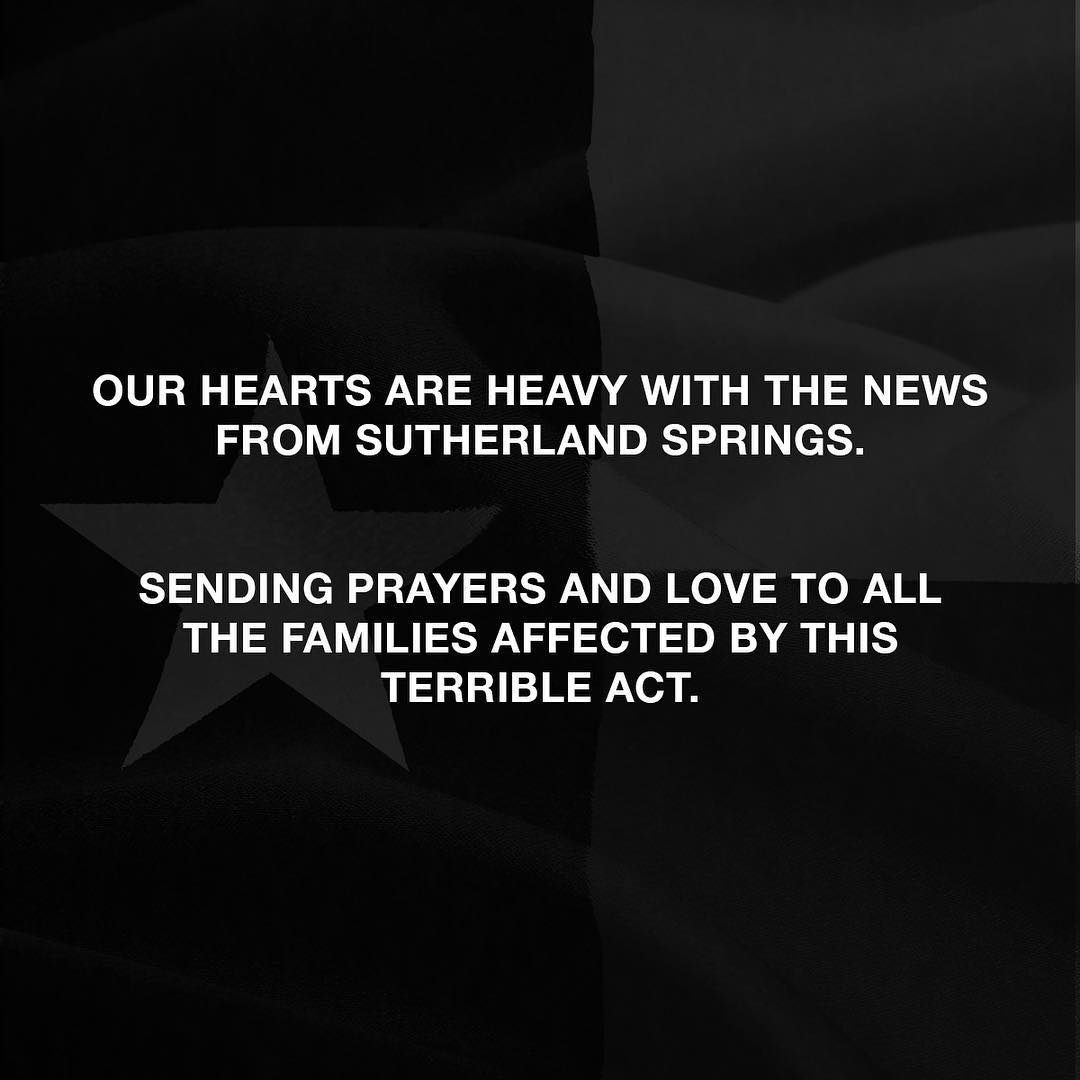 OUR HEARTS ARE HEAVY WITH THE NEWS
FROM SUTHERLAND SPRINGS.
SENDING PRAYERS AND LOVE TO ALL
THE FAMILIES AFFECTED BY THIS
TERRIBLE ACT.